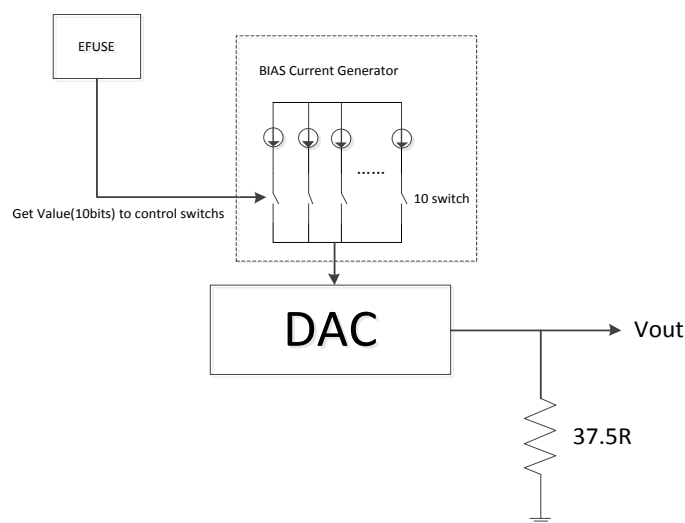 EFUSE
BIAS Current Generator
......
10 switch
Get Value(10bits) to control switchs
DAC
Vout
37.5R